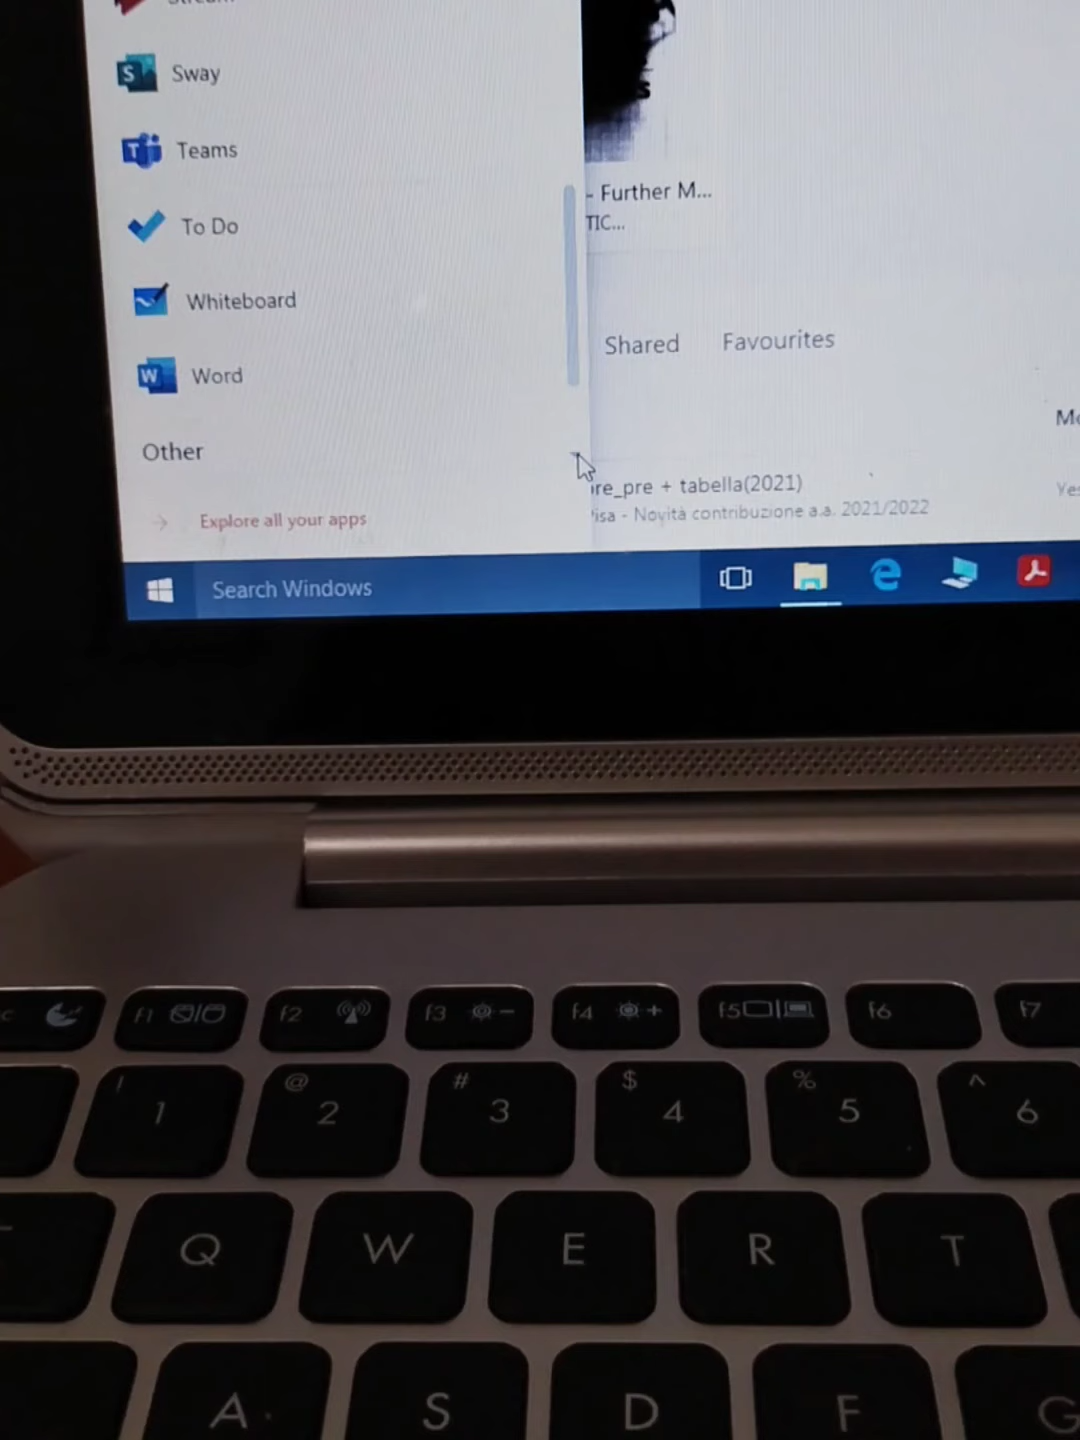 Sway
Teams
To Do
Whiteboard
Word
Other
Explore all your apps
- Further M...
TIC...
Shared Favourites
re_pre + tabella(2021)
isa - Novità contribuzione a.a. 2021/2022
Search Windows
f1
f2
f3
f4
f5
f6
f7
! 1
@ 2
# 3
$ 4
% 5
^ 6
Q W E R T
A S D F G